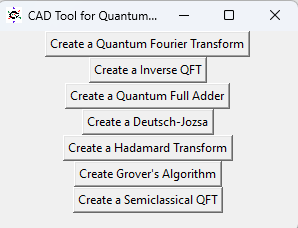 CAD Tool for Quantum...
Create a Quantum Fourier Transform
Create a Inverse QFT
Create a Quantum Full Adder
Create a Deutsch-Jozsa
Create a Hadamard Transform
Create Grover's Algorithm
Create a Semiclassical QFT